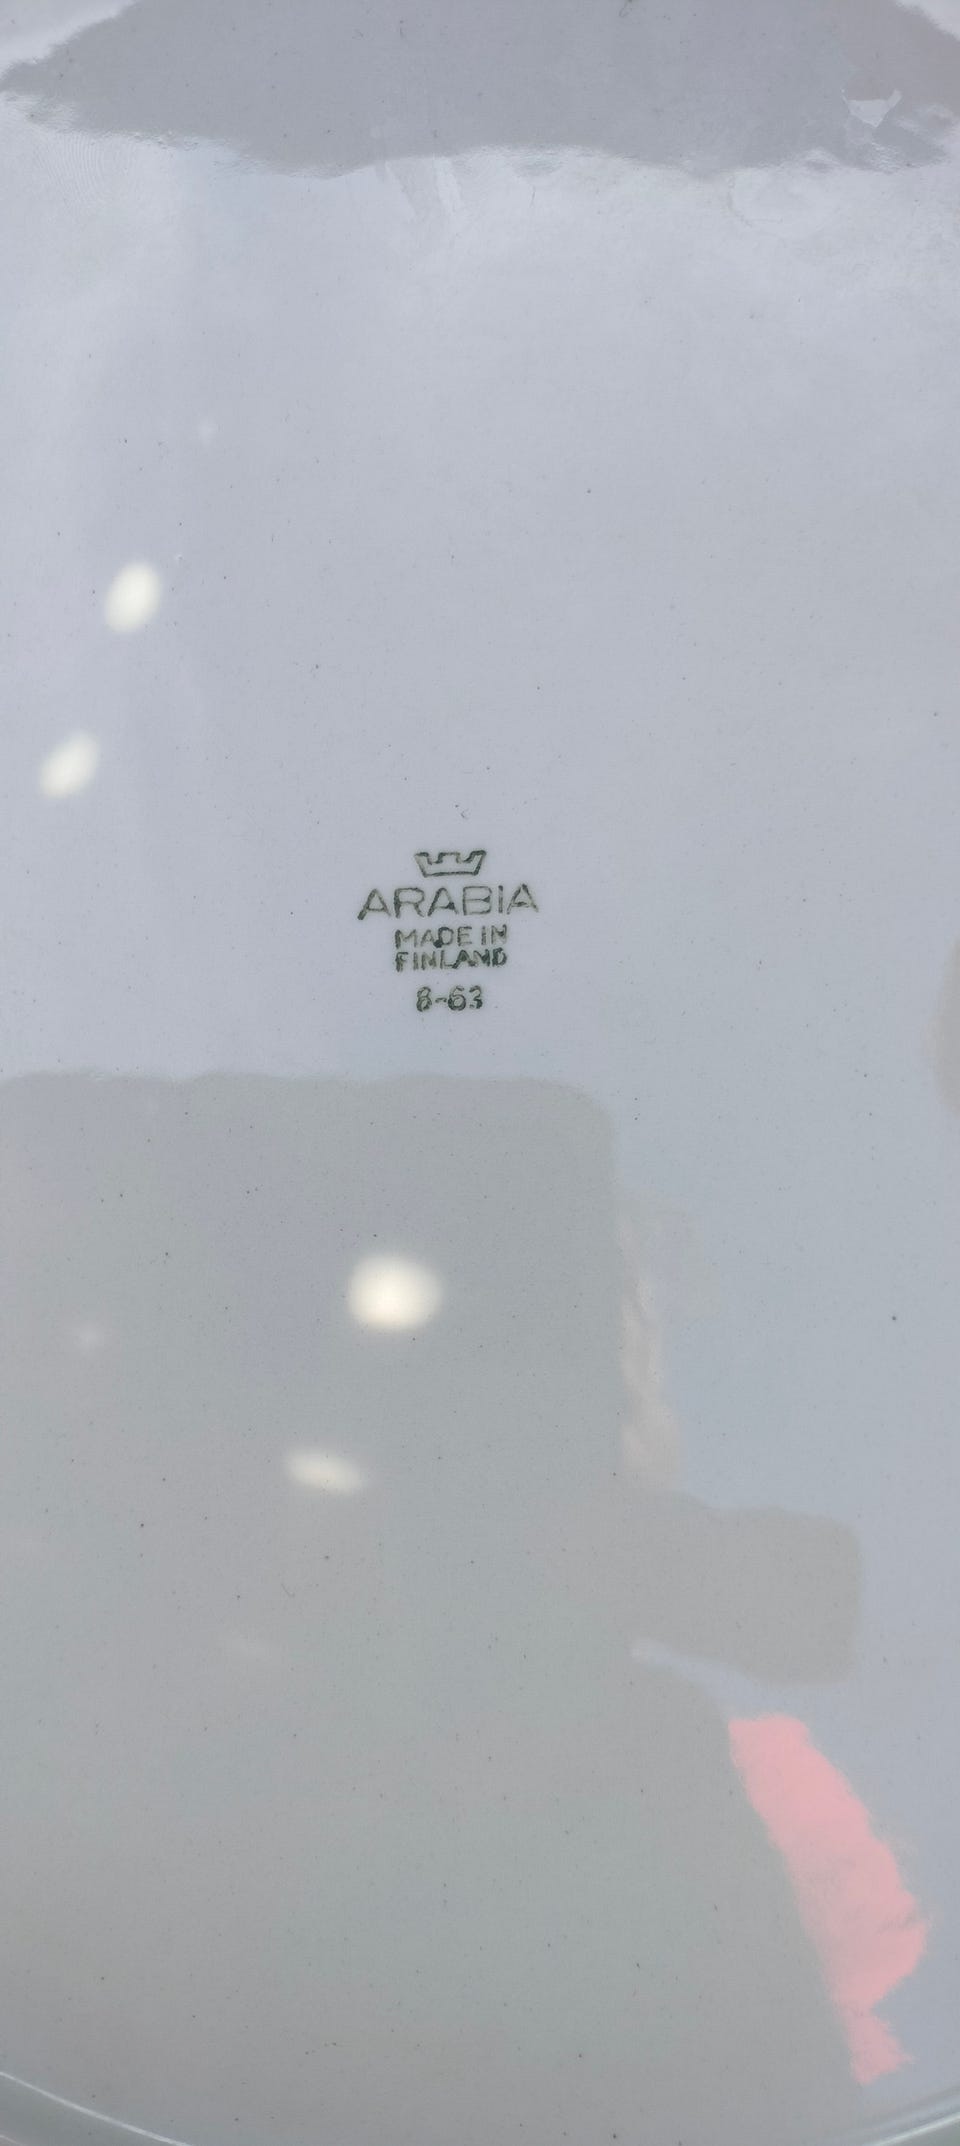 ARABIA
MADE IN
FINLAND
8-63